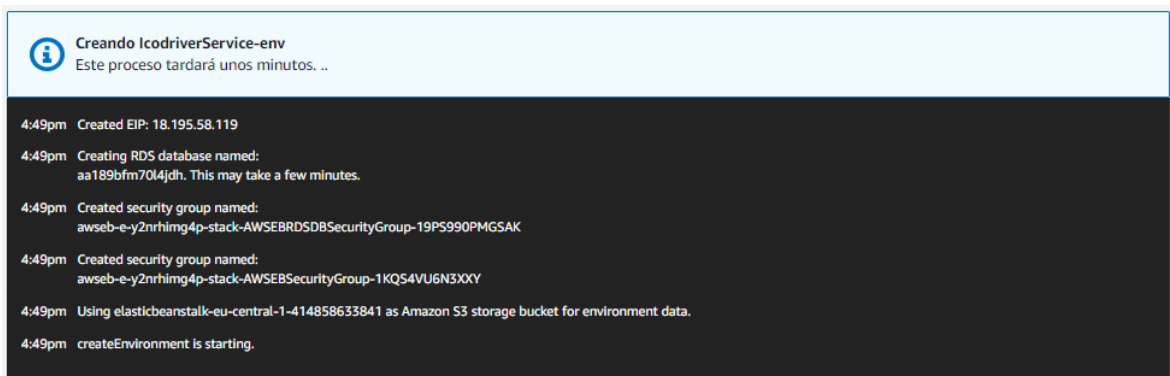 Creando IcodriverService-env
Este proceso tardará unos minutos. ..
4:49pm Created EIP: 18.195.58.119
4:49pm Creating RDS database named:
aa189bfm70l4jdh. This may take a few minutes.
4:49pm Created security group named:
awseb-e-y2nrhimg4p-stack-AWSEBRDSDBSecurityGroup-19PS990PMGSAK
4:49pm Created security group named:
awseb-e-y2nrhimg4p-stack-AWSEBSecurityGroup-1KQS4VU6N3XXY
4:49pm Using elasticbeanstalk-eu-central-1-414858633841 as Amazon S3 storage bucket for environment data.
4:49pm createEnvironment is starting.